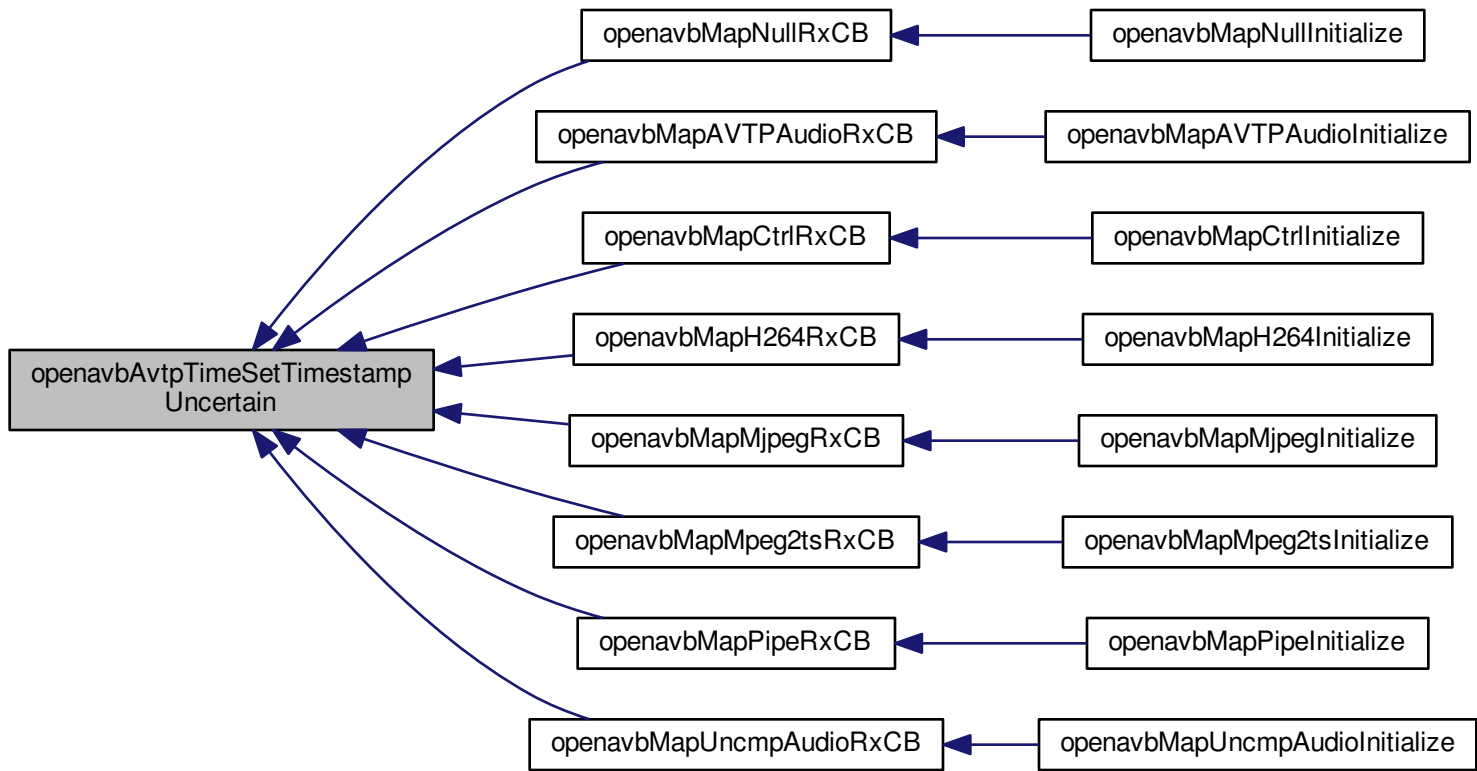 openavbMapNullRxCB
openavbMapNullInitialize
openavbMapAVTPAudioRxCB
openavbMapAVTPAudioInitialize
openavbMapCtrlRxCB
openavbMapCtrlInitialize
openavbMapH264RxCB
openavbMapH264Initialize
openavbAvtpTimeSetTimestamp
Uncertain
openavbMapMjpegRxCB
openavbMapMjpegInitialize
openavbMapMpeg2tsRxCB
openavbMapMpeg2tsInitialize
openavbMapPipeRxCB
openavbMapPipeInitialize
openavbMapUncmpAudioRxCB
openavbMapUncmpAudioInitialize